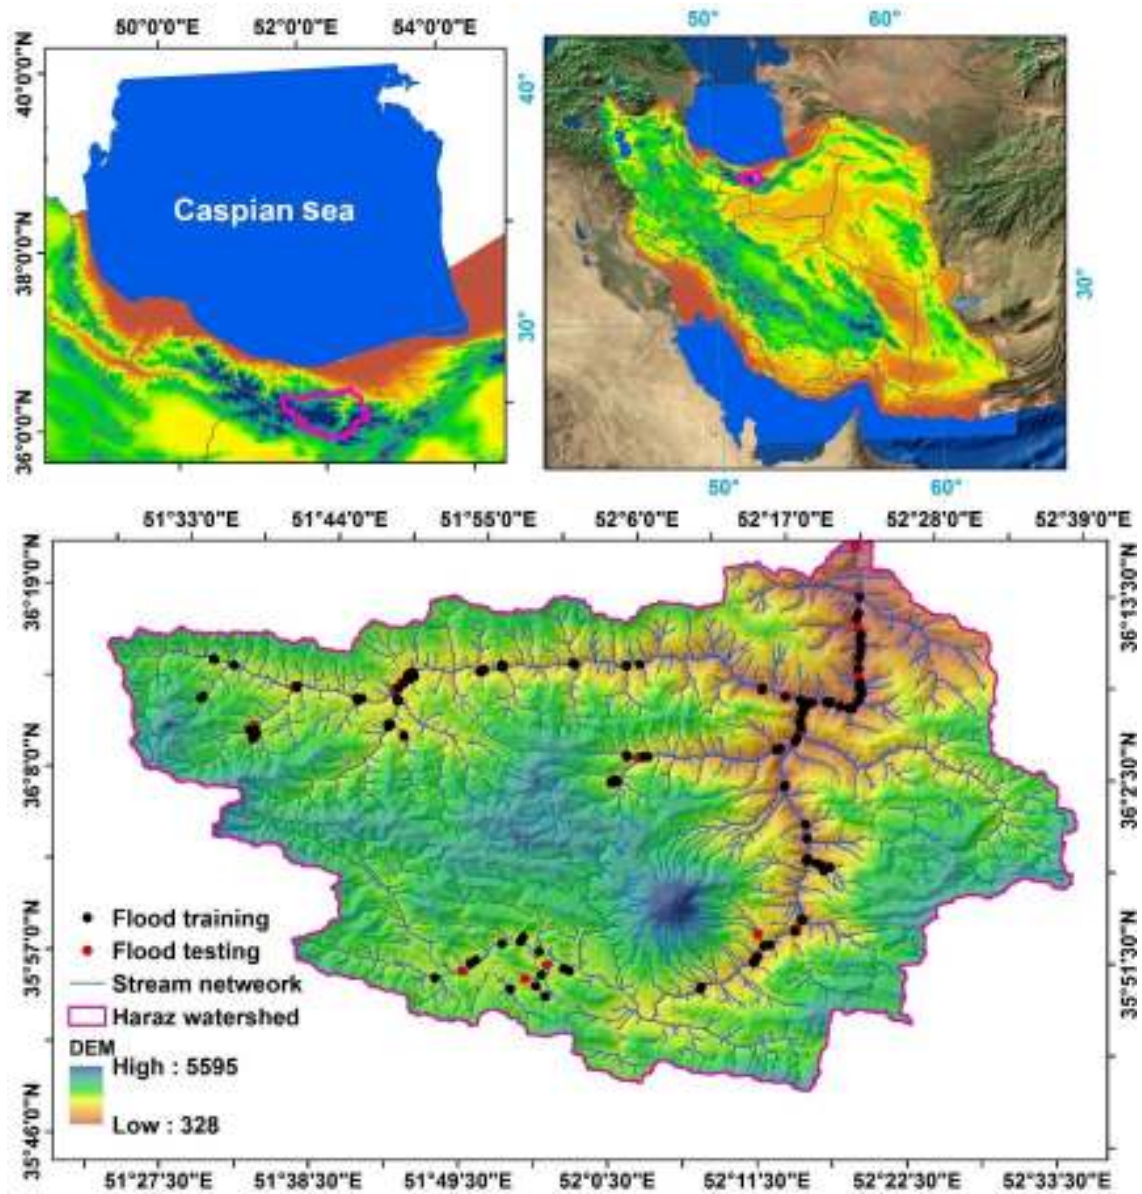 50°0'0"E 52°0'0"E 54°0'0"E
50° 60°
40°0'0"N
38°0'0"N
36°0'0"N
Caspian Sea
40°
30°
30°
50° 60°
51°33'0"E 51°44'0"E 51°55'0"E 52°6'0"E 52°17'0"E 52°28'0"E 52°39'0"E
36°19'0"N
36°8'0"N
35°57'0"N
35°46'0"N
36°13'30"N
36°2'30"N
35°51'30"N
Flood training
Flood testing
Stream netweork
Haraz watershed
DEM
High : 5595
Low : 328
51°27'30"E 51°38'30"E 51°49'30"E 52°0'30"E 52°11'30"E 52°22'30"E 52°33'30"E